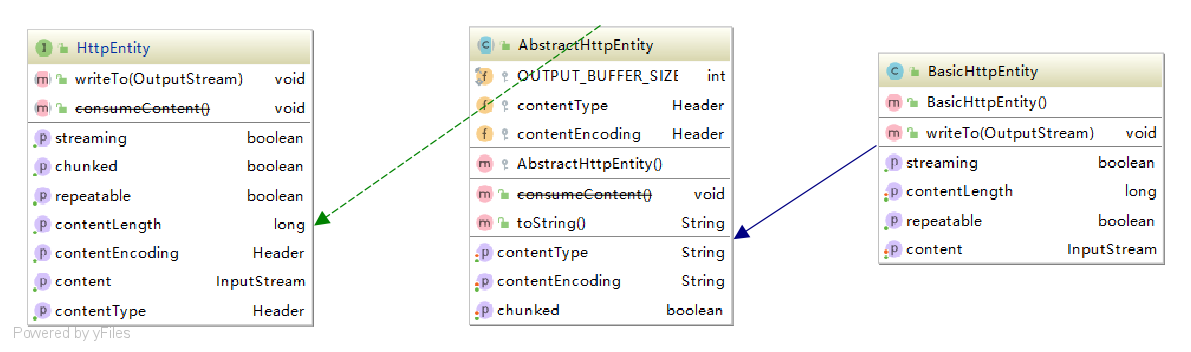 HttpEntity
writeTo(OutputStream) void
consumeContent() void
streaming boolean
chunked boolean
repeatable boolean
contentLength long
contentEncoding Header
content InputStream
contentType Header
AbstractHttpEntity
OUTPUT_BUFFER_SIZE int
contentType Header
contentEncoding Header
AbstractHttpEntity()
consumeContent() void
toString() String
contentType String
contentEncoding String
chunked boolean
BasicHttpEntity
BasicHttpEntity()
writeTo(OutputStream) void
streaming boolean
contentLength long
repeatable boolean
content InputStream
Powered by yFiles